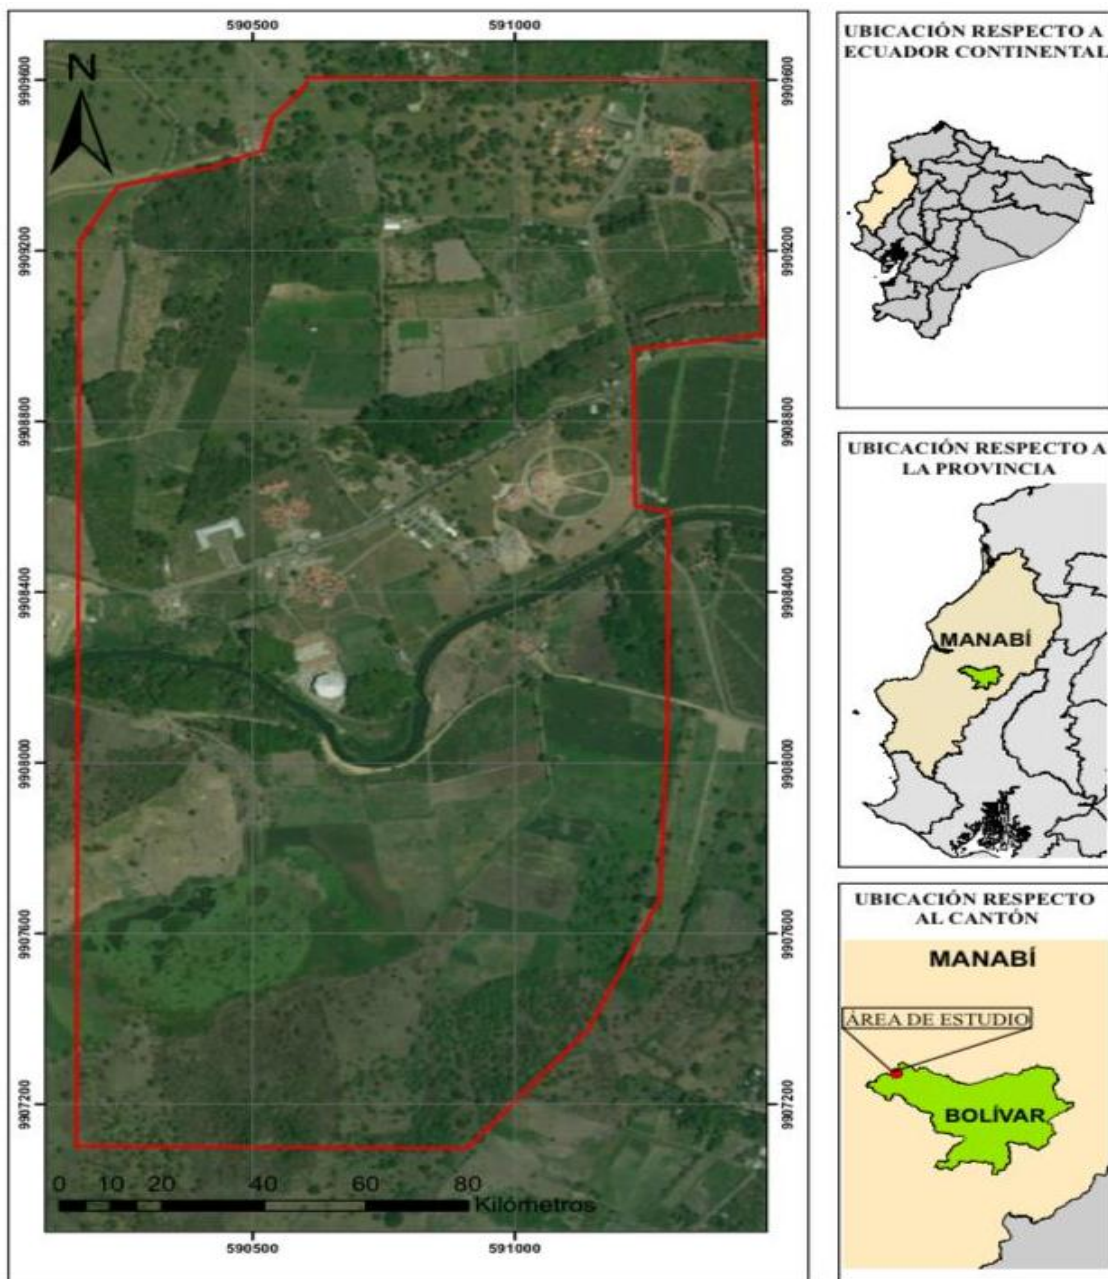 590500
591000
N
9909600
9909600
9909200
9909200
9908800
9908800
9908400
9908400
9908000
9908000
9907600
9907600
9907200
9907200
0 10 20 40 60 80
Kilómetros
590500
591000
UBICACIÓN RESPECTO A
ECUADOR CONTINENTAL
UBICACIÓN RESPECTO A
LA PROVINCIA
MANABÍ
UBICACIÓN RESPECTO
AL CANTÓN
MANABÍ
ÁREA DE ESTUDIO
BOLÍVAR